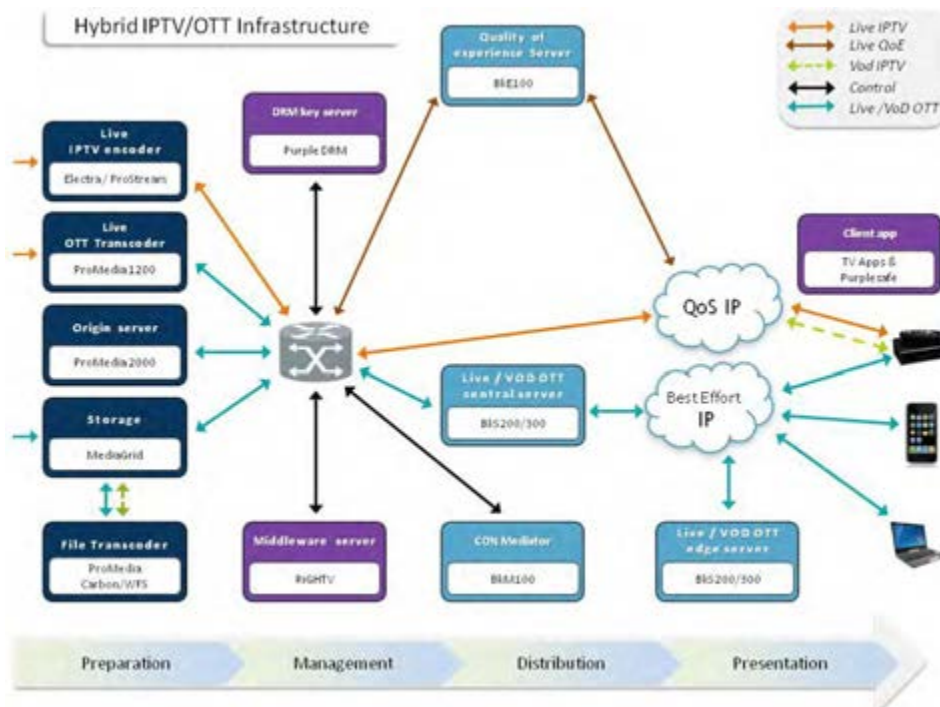 Hybrid IPTV/OTT Infrastructure
Live IPTV
Live QoE
Vod IPTV
Control
Live /VoD OTT
Quality of
experience Server
BkE100
DRM key server
Purple DRM
Live
IPTV encoder
Electra / ProStream
Live
OTT Transcoder
ProMedia1200
Origin server
ProMedia2000
Storage
MediaGrid
File Transcoder
ProMedia
Carbon/WFS
Client app
TV Apps &
Purplesafe
QoS IP
Best Effort
IP
Live / VOD OTT
central server
BkS200/300
Middleware server
RiGHTV
CDN Mediator
BkM100
Live / VOD OTT
edge server
BkS200/300
Preparation
Management
Distribution
Presentation